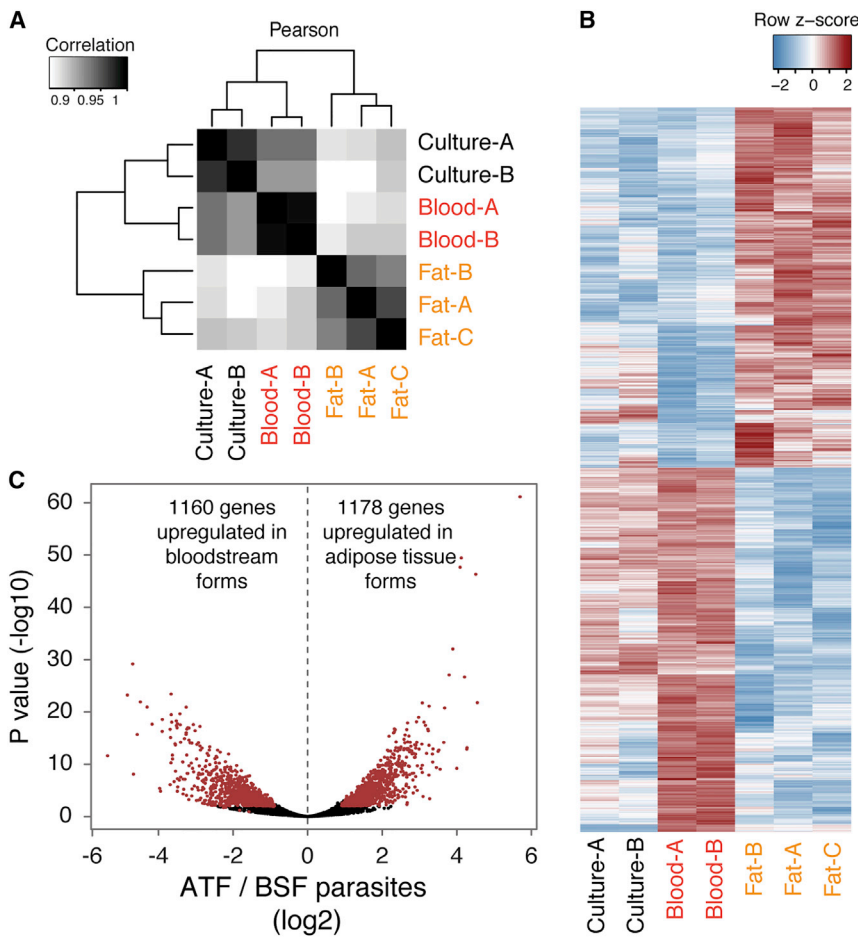 A
Pearson
Correlation
0.9 0.95 1
Culture-A
Culture-B
Blood-A
Blood-B
Fat-B
Fat-A
Fat-C
Culture-A
Culture-B
Blood-A
Blood-B
Fat-B
Fat-A
Fat-C
B
Row z−score
−2 0 2
Culture-A
Culture-B
Blood-A
Blood-B
Fat-B
Fat-A
Fat-C
C
1160 genes
upregulated in
bloodstream
forms
1178 genes
upregulated in
adipose tissue
forms
P value (-log10)
60
50
40
30
20
10
0
-6 -4 -2 0 2 4 6
ATF / BSF parasites
(log2)